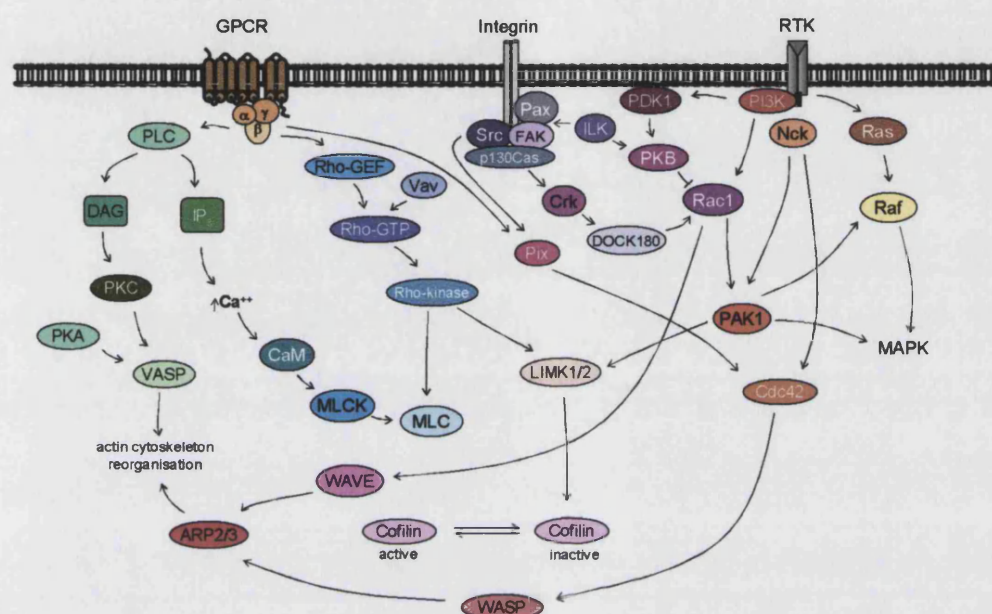 GPCR
Integrin
RTK
α γ
β
PLC
Pax
PDK1
PI3K
Src
FAK
ILK
Nck
Ras
Rho-GEF
p130Cas
PKB
Vav
DAG
IP
Crk
Rac1
Raf
Rho-GTP
DOCK180
Pix
PKC
Rho-kinase
↑Ca⁺⁺
PAK1
PKA
CaM
MAPK
VASP
LIMK1/2
Cdc42
MLCK
MLC
actin cytoskeleton
reorganisation
WAVE
ARP2/3
Cofilin
Cofilin
active
inactive
WASP